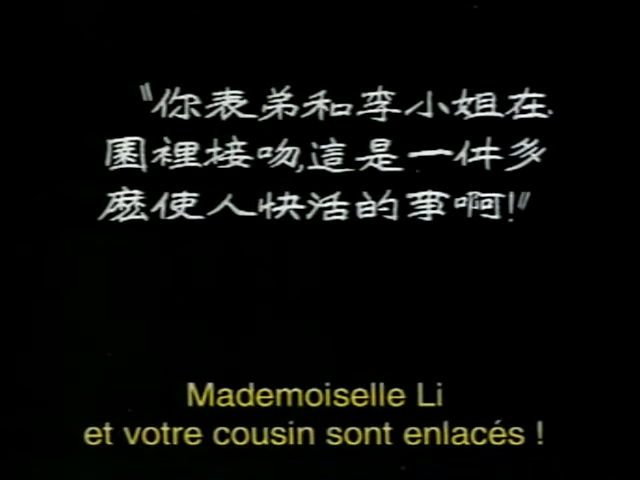 "你表弟和李小姐在
園裡接吻,這是一件多
麽使人快活的事啊!"
Mademoiselle Li
et votre cousin sont enlacés !